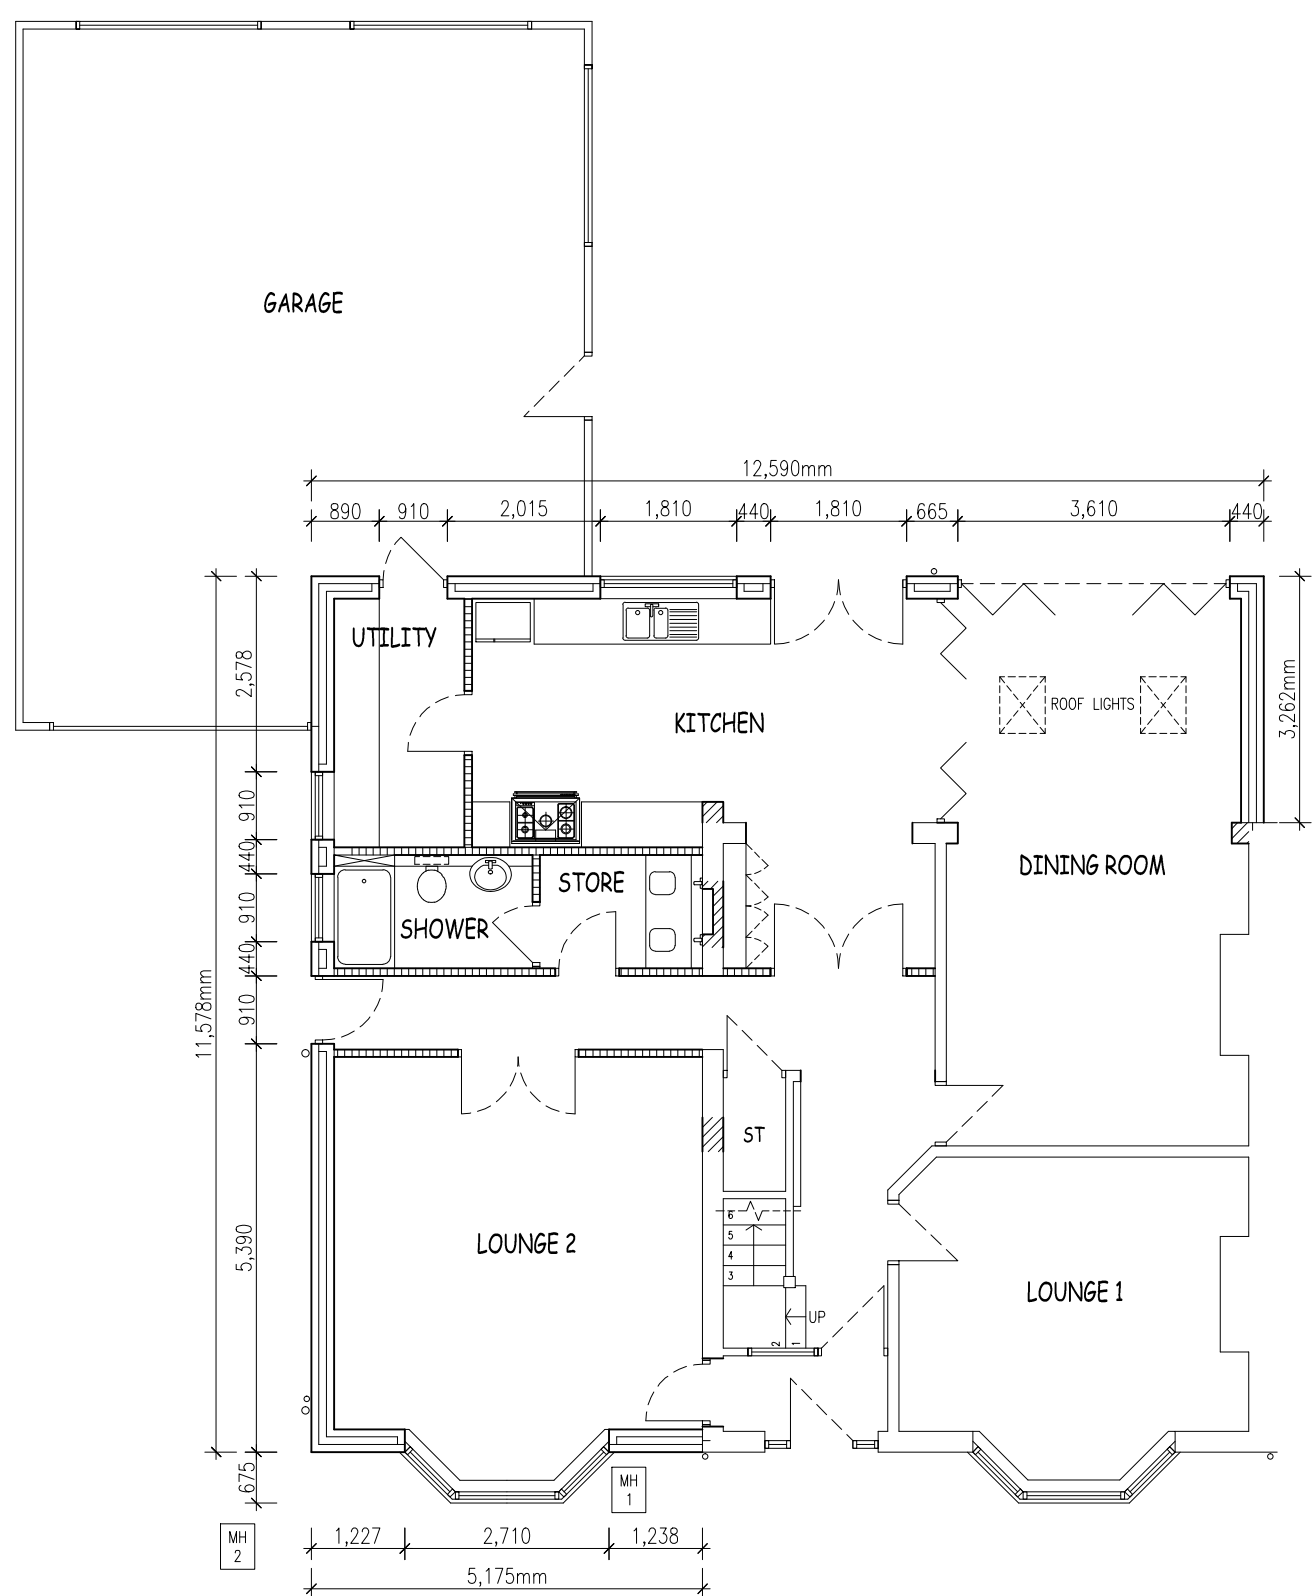 GARAGE
12,590mm
890 910 2,015 1,810 440 1,810 665 3,610 440
UTILITY
2,578
KITCHEN
ROOF LIGHTS
3,262mm
910
440
DINING ROOM
STORE
910
SHOWER
440
11,578mm
910
ST
5,390
LOUNGE 2
6
5
4
3
LOUNGE 1
UP
2 1
675
MH
1
MH
2
1,227 2,710 1,238
5,175mm